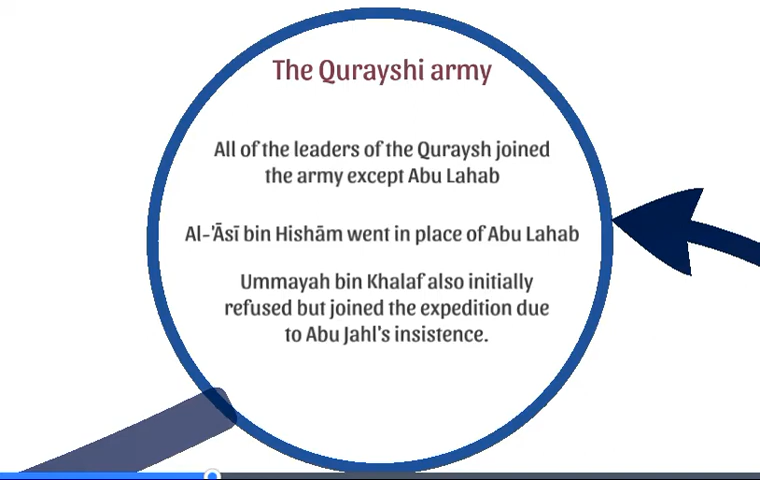 The Qurayshi army
All of the leaders of the Quraysh joined
the army except Abu Lahab
Al-'Āsī bin Hishām went in place of Abu Lahab
Ummayah bin Khalaf also initially
refused but joined the expedition due
to Abu Jahl's insistence.